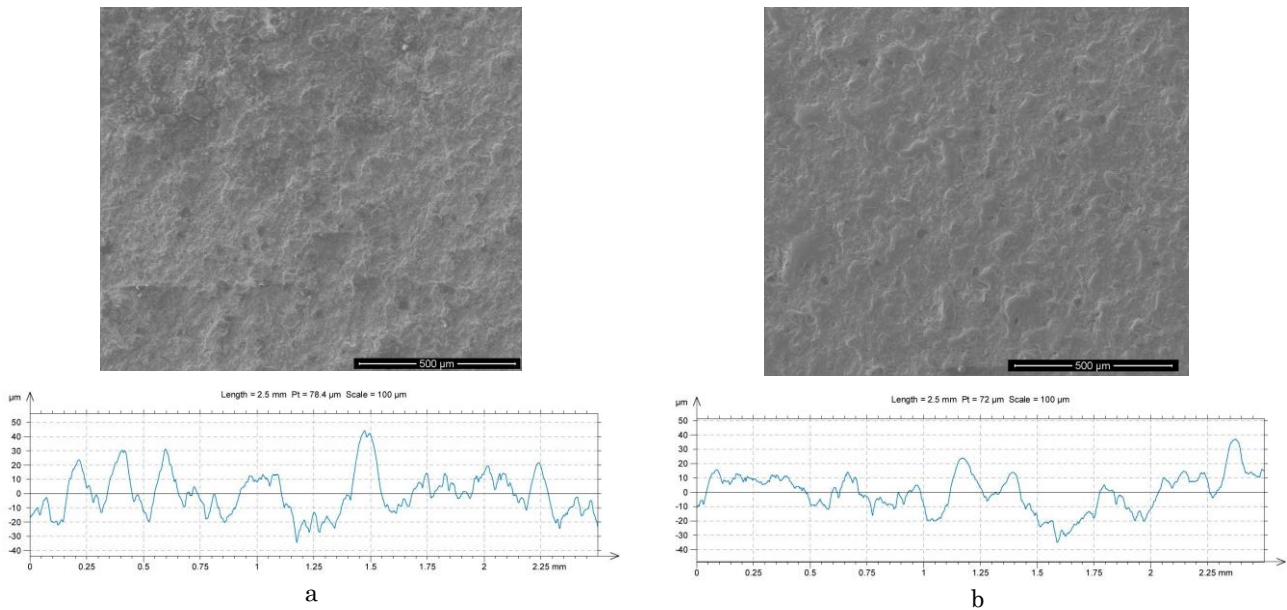 500 µm
500 µm
Length = 2.5 mm Pt = 78.4 µm Scale = 100 µm
µm
50
40
30
20
10
0
-10
-20
-30
-40
0 0.25 0.5 0.75 1 1.25 1.5 1.75 2 2.25 mm
a
Length = 2.5 mm Pt = 72 µm Scale = 100 µm
µm
50
40
30
20
10
0
-10
-20
-30
-40
0 0.25 0.5 0.75 1 1.25 1.5 1.75 2 2.25 mm
b